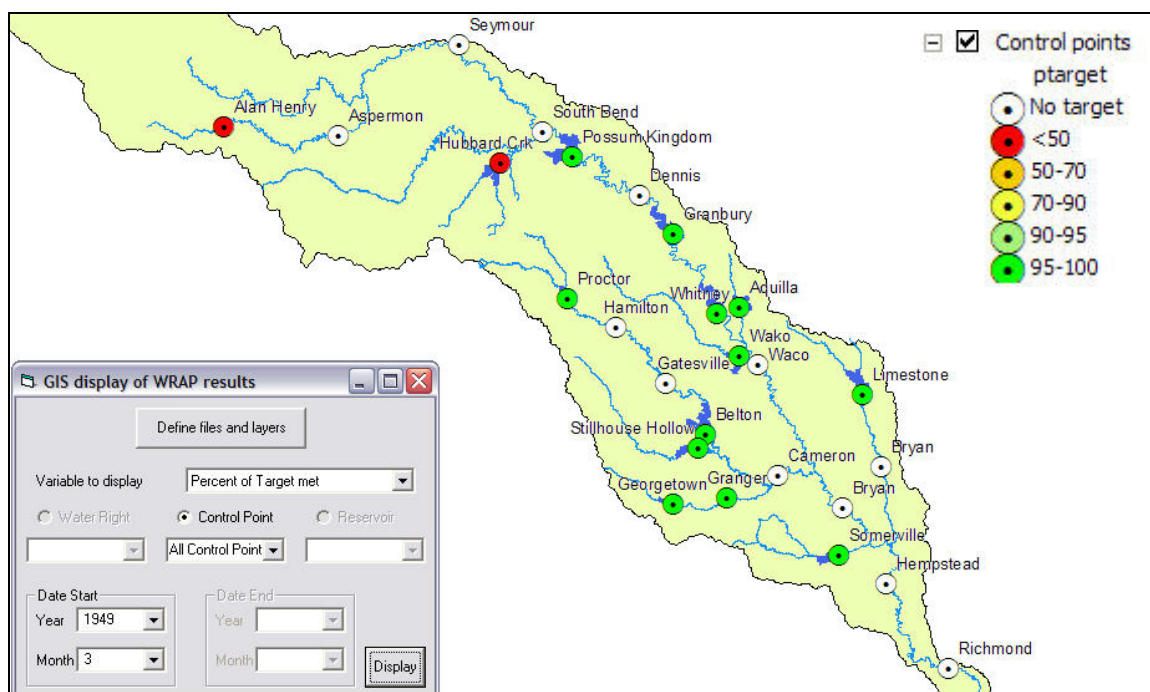 Seymour
Alan Henry
Aspermon
South Bend
Possum Kingdom
Hubbard Crk
Dennis
Granbury
Proctor
Hamilton
Whitney
Aquilla
Wako
Waco
Gatesville
Limestone
Belton
Stillhouse Hollow
Cameron
Bryan
Georgetown
Granger
Bryan
Somerville
Hempstead
Richmond
Control points
ptarget
No target
<50
50-70
70-90
90-95
95-100
GIS display of WRAP results
Define files and layers
Variable to display
Percent of Target met
Water Right
Control Point
Reservoir
All Control Point
Date Start
Date End
Year
1949
Year
Month
3
Month
Display